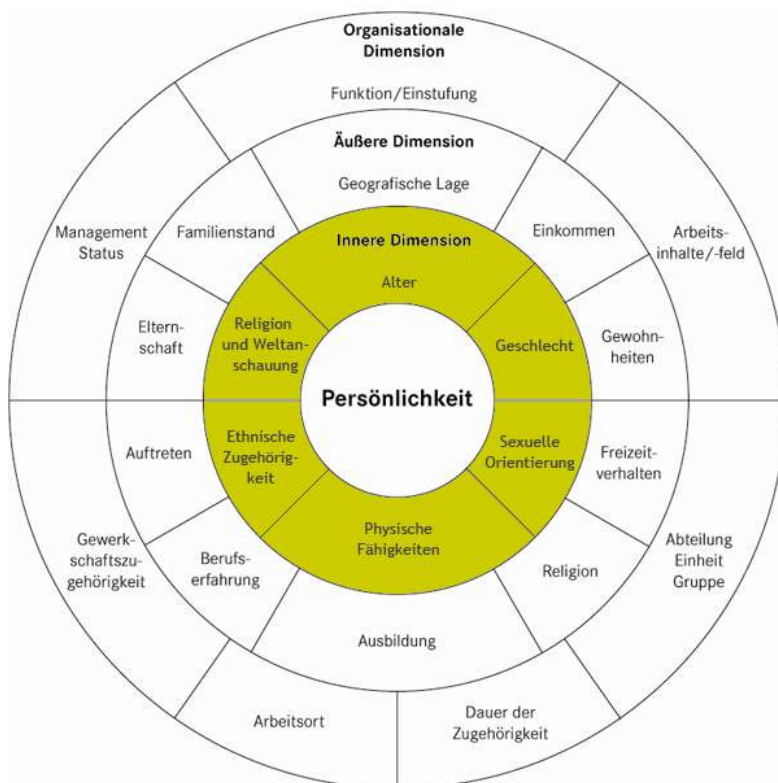 Organisationale
Dimension
Funktion/Einstufung
Äußere Dimension
Geografische Lage
Innere Dimension
Alter
Management
Status
Familienstand
Einkommen
Arbeits-
inhalte/-feld
Eltern-
schaft
Religion
und Weltan-
schauung
Geschlecht
Gewohn-
heiten
Persönlichkeit
Auftreten
Ethnische
Zugehörig-
keit
Sexuelle
Orientierung
Freizeit-
verhalten
Gewerk-
schaftszu-
gehörigkeit
Berufs-
erfahrung
Physische
Fähigkeiten
Religion
Abteilung
Einheit
Gruppe
Ausbildung
Arbeitsort
Dauer der
Zugehörigkeit